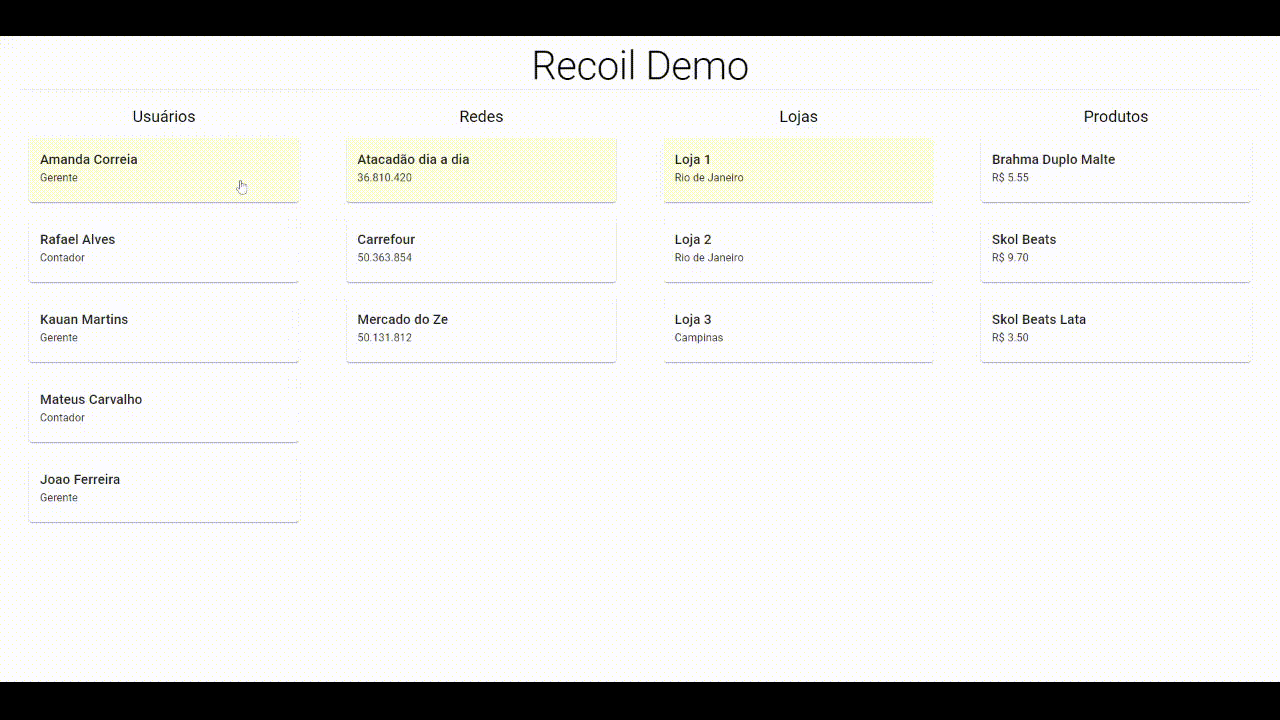 Recoil Demo
Usuários
Amanda Correia
Gerente
Rafael Alves
Contador
Kauan Martins
Gerente
Mateus Carvalho
Contador
Joao Ferreira
Gerente
Redes
Atacadão dia a dia
36.810.420
Carrefour
50.363.854
Mercado do Ze
50.131.812
Lojas
Loja 1
Rio de Janeiro
Loja 2
Rio de Janeiro
Loja 3
Campinas
Produtos
Brahma Duplo Malte
R$ 5.55
Skol Beats
R$ 9.70
Skol Beats Lata
R$ 3.50